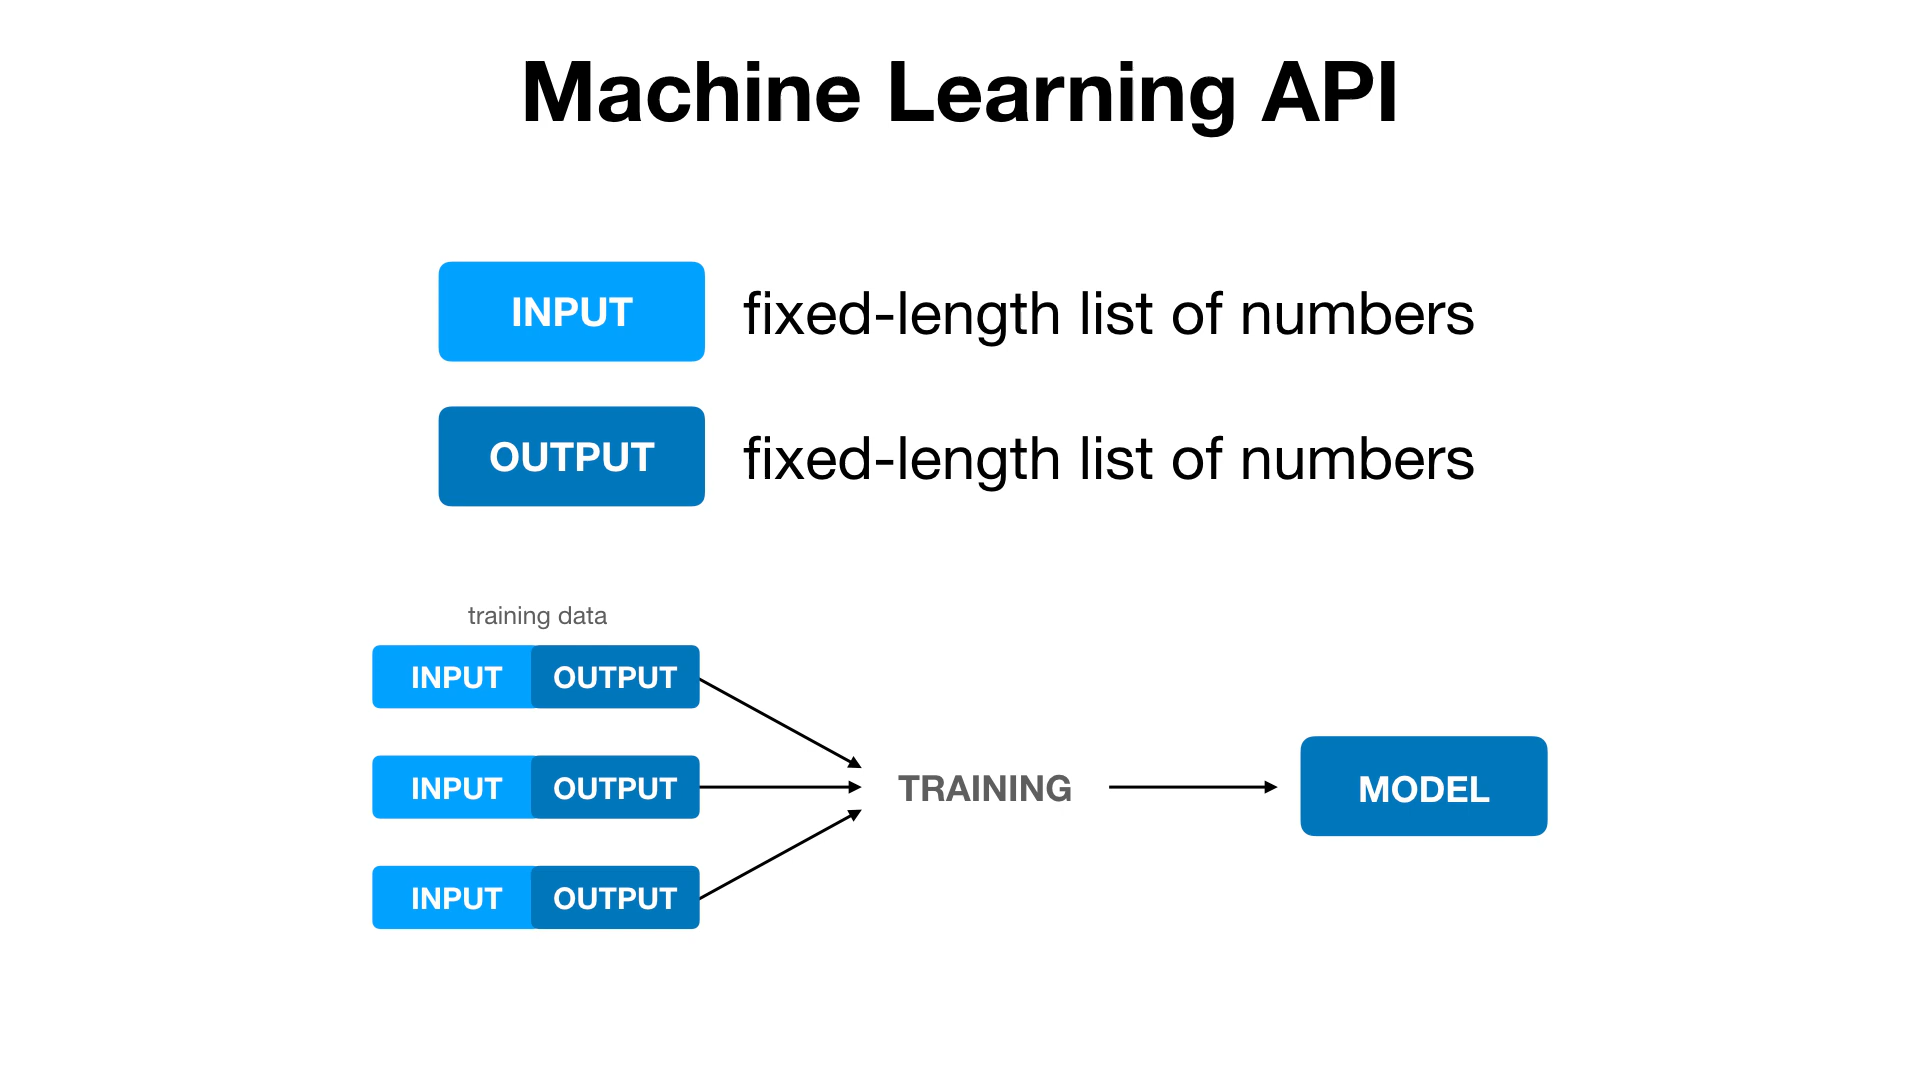 Machine Learning API
INPUT fixed-length list of numbers
OUTPUT fixed-length list of numbers
training data
INPUT OUTPUT
INPUT OUTPUT
TRAINING
MODEL
INPUT OUTPUT